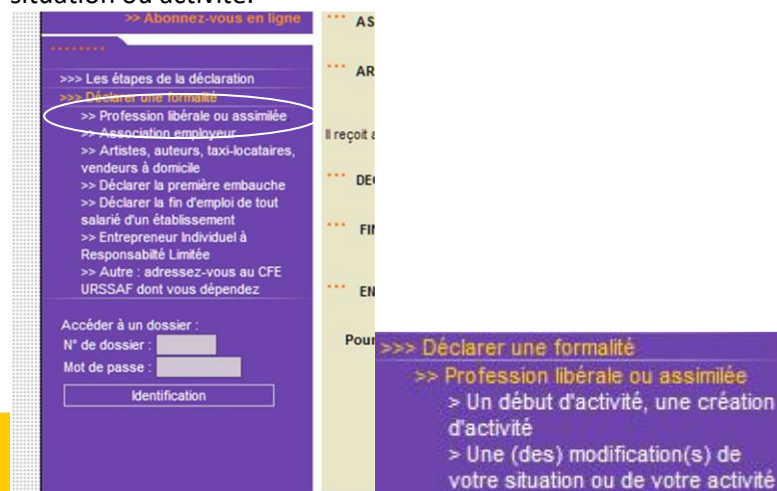 situation ou activité.
>> Abonnez-vous en ligne
>>> Les étapes de la déclaration
>>> Déclarer une formalité
>> Profession libérale ou assimilée
>> Association employeur
>> Artistes, auteurs, taxi-locataires,
vendeurs à domicile
>> Déclarer la première embauche
>> Déclarer la fin d'emploi de tout
salarié d'un établissement
>> Entrepreneur Individuel à
Responsabilté Limitée
>> Autre : adressez-vous au CFE
URSSAF dont vous dépendez
Accéder à un dossier :
N° de dossier :
Mot de passe :
Identification
AS
AR
Il reçoit a
DE
FIN
EN
Pour
>>> Déclarer une formalité
>> Profession libérale ou assimilée
> Un début d'activité, une création
d'activité
> Une (des) modification(s) de
votre situation ou de votre activité